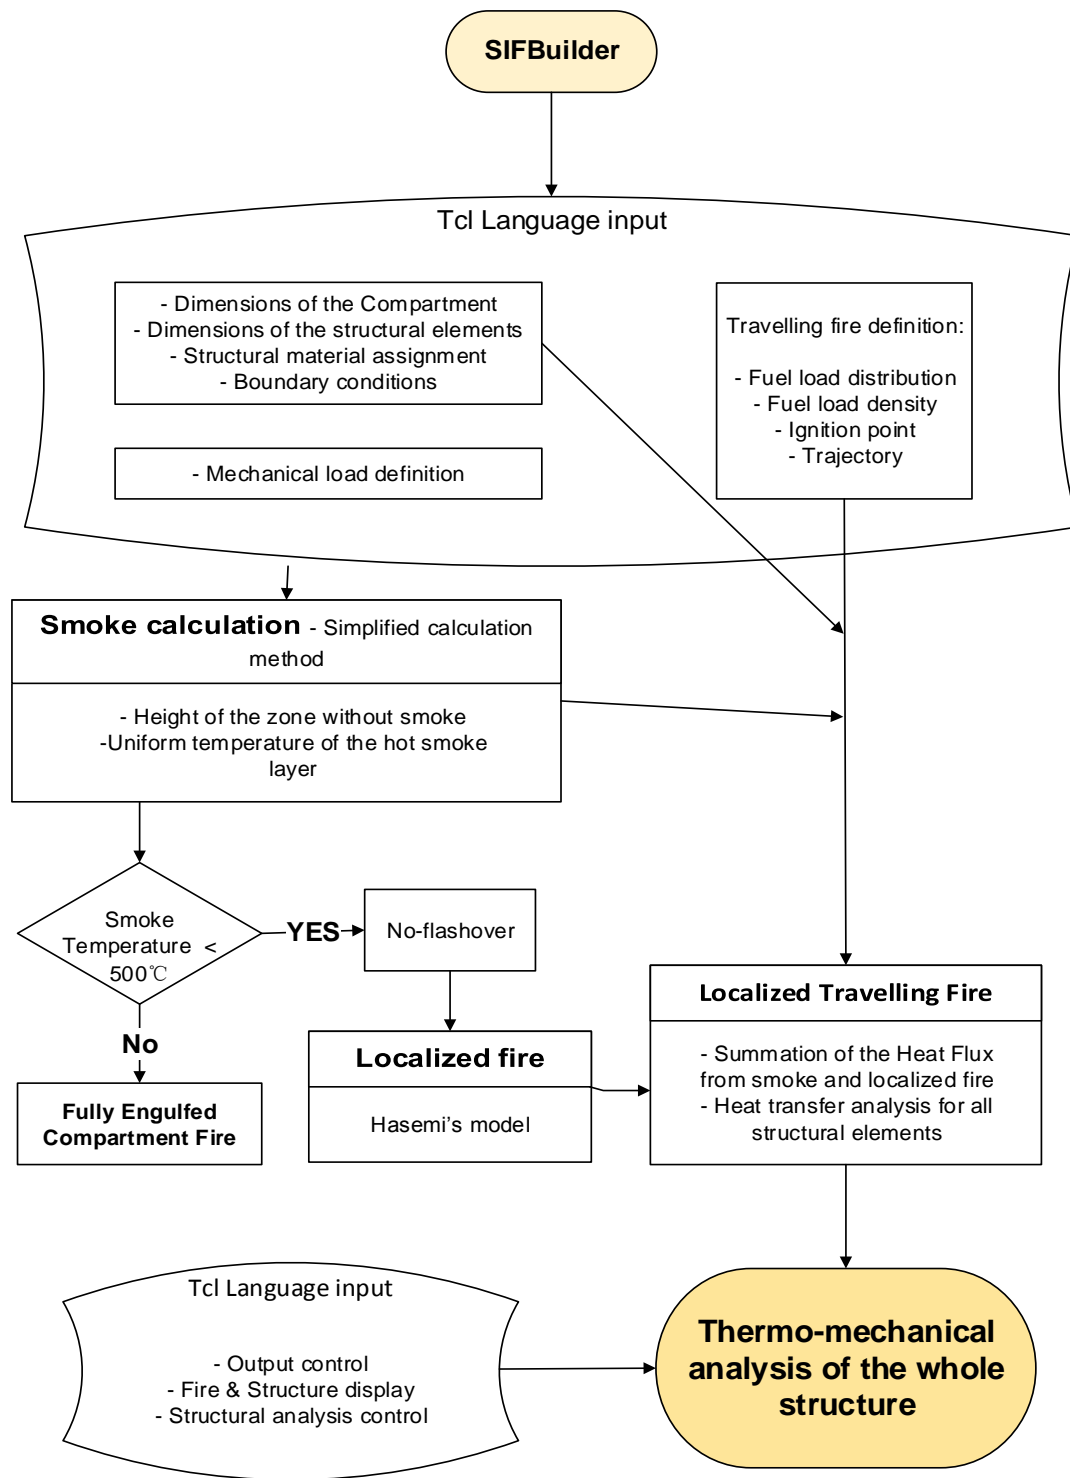 SIFBuilder
Tcl Language input
- Dimensions of the Compartment
- Dimensions of the structural elements
- Structural material assignment
- Boundary conditions
- Mechanical load definition
Travelling fire definition:
- Fuel load distribution
- Fuel load density
- Ignition point
- Trajectory
Smoke calculation - Simplified calculation
method
- Height of the zone without smoke
-Uniform temperature of the hot smoke
layer
Smoke
Temperature <
500℃
YES
No-flashover
No
Fully Engulfed
Compartment Fire
Localized fire
Hasemi's model
Localized Travelling Fire
- Summation of the Heat Flux
from smoke and localized fire
- Heat transfer analysis for all
structural elements
Tcl Language input
- Output control
- Fire & Structure display
- Structural analysis control
Thermo-mechanical
analysis of the whole
structure